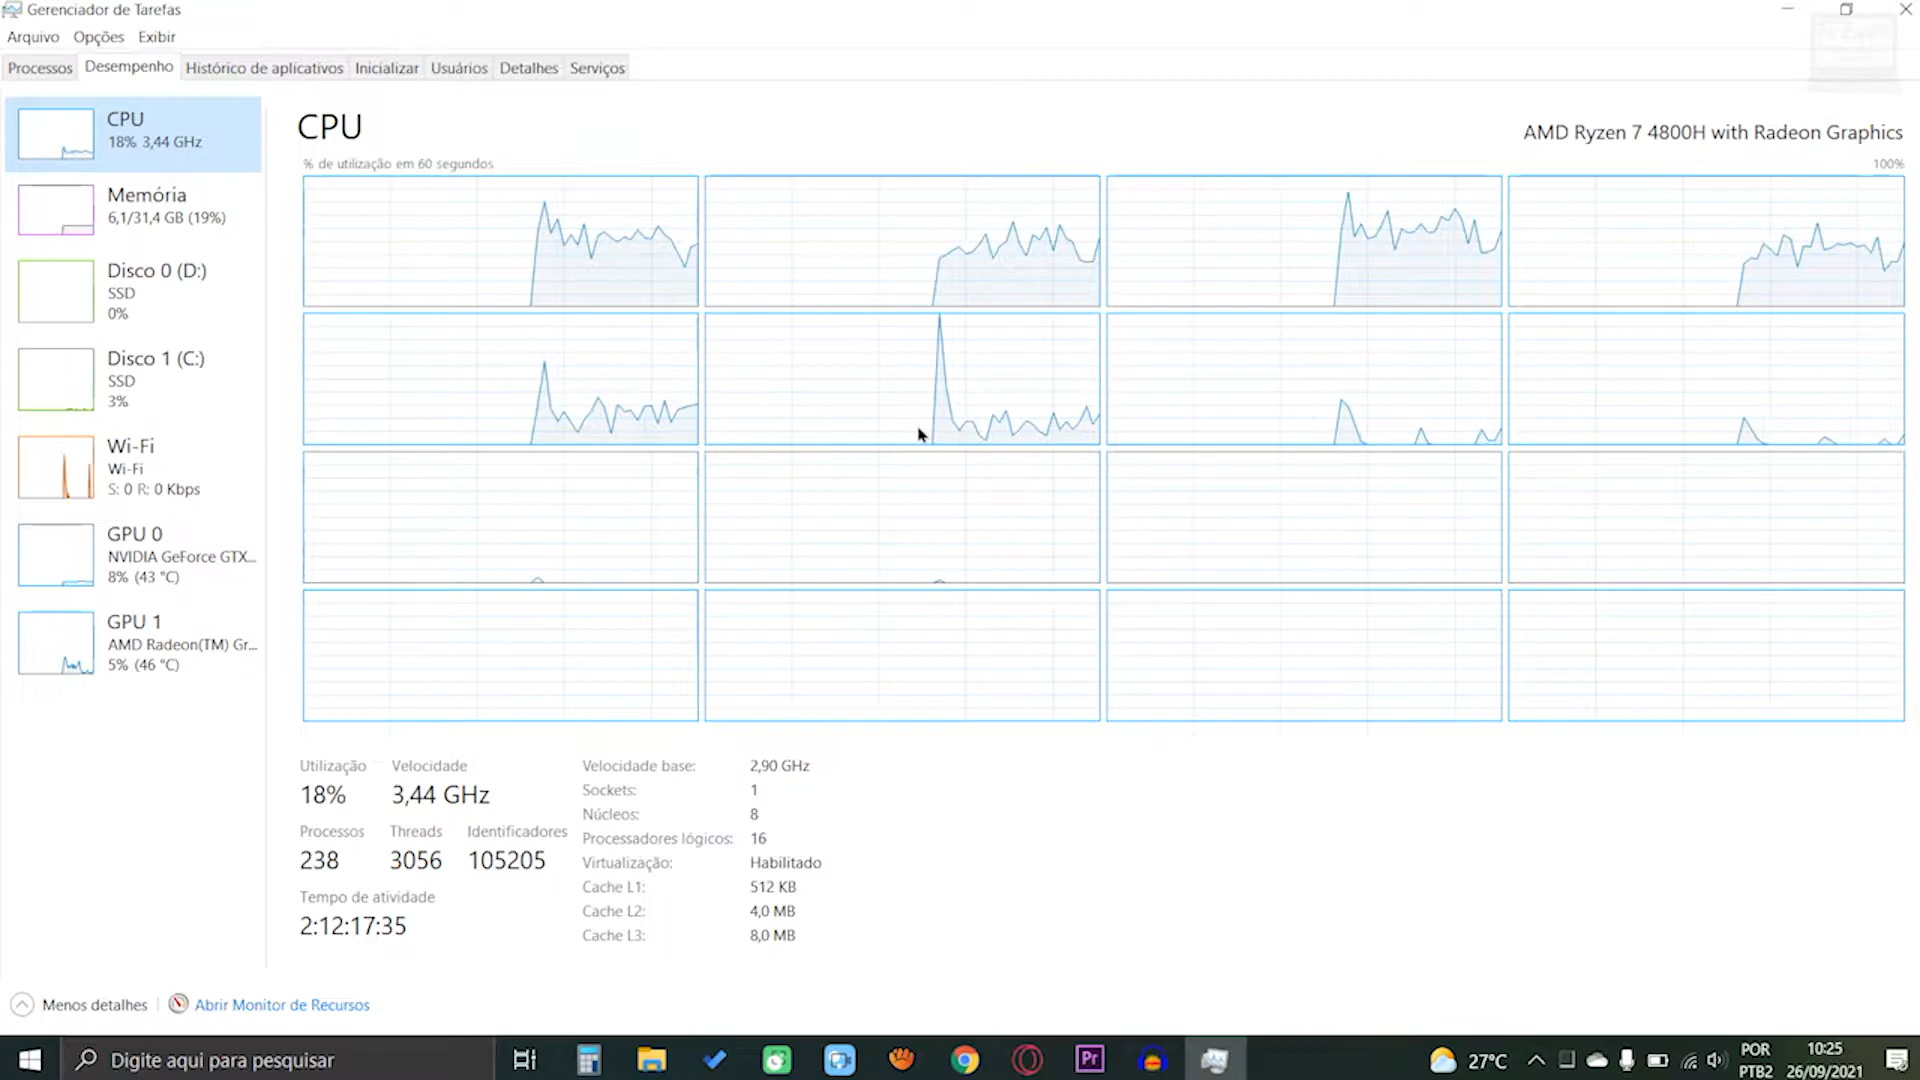 Gerenciador de Tarefas
Arquivo Opções Exibir
Processos Desempenho Histórico de aplicativos Inicializar Usuários Detalhes Serviços
CPU
18% 3,44 GHz
Memória
6,1/31,4 GB (19%)
Disco 0 (D:)
SSD
0%
Disco 1 (C:)
SSD
3%
Wi-Fi
Wi-Fi
S: 0 R: 0 Kbps
GPU 0
NVIDIA GeForce GTX...
8% (43 °C)
GPU 1
AMD Radeon(TM) Gr...
5% (46 °C)
CPU
AMD Ryzen 7 4800H with Radeon Graphics
% de utilização em 60 segundos
100%
Utilização Velocidade
18% 3,44 GHz
Processos Threads Identificadores
238 3056 105205
Tempo de atividade
2:12:17:35
Velocidade base: 2,90 GHz
Sockets: 1
Núcleos: 8
Processadores lógicos: 16
Virtualização: Habilitado
Cache L1: 512 KB
Cache L2: 4,0 MB
Cache L3: 8,0 MB
Menos detalhes Abrir Monitor de Recursos
Digite aqui para pesquisar
Pr
27°C
POR
PTB2
10:25
26/09/2021